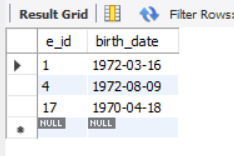 Result Grid Filter Rows:
e_id birth_date
1 1972-03-16
4 1972-08-09
17 1970-04-18
NULL NULL